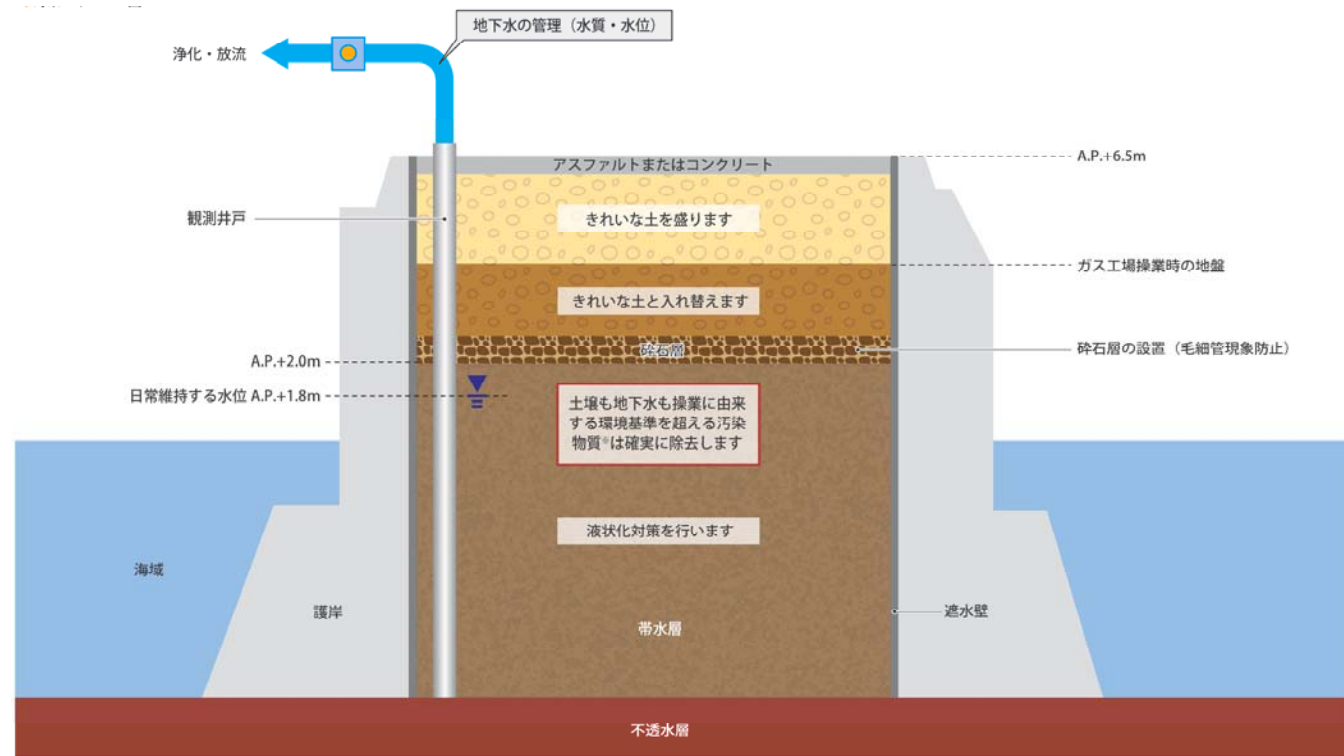 地下水の管理（水質・水位）
浄化・放流
アスファルトまたはコンクリート
A.P.+6.5m
観測井戸
きれいな土を盛ります
ガス工場操業時の地盤
きれいな土と入れ替えます
砕石層
砕石層の設置（毛細管現象防止）
A.P.+2.0m
日常維持する水位 A.P.+1.8m
土壌も地下水も操業に由来
する環境基準を超える汚染
物質※は確実に除去します
液状化対策を行います
海域
護岸
遮水壁
帯水層
不透水層